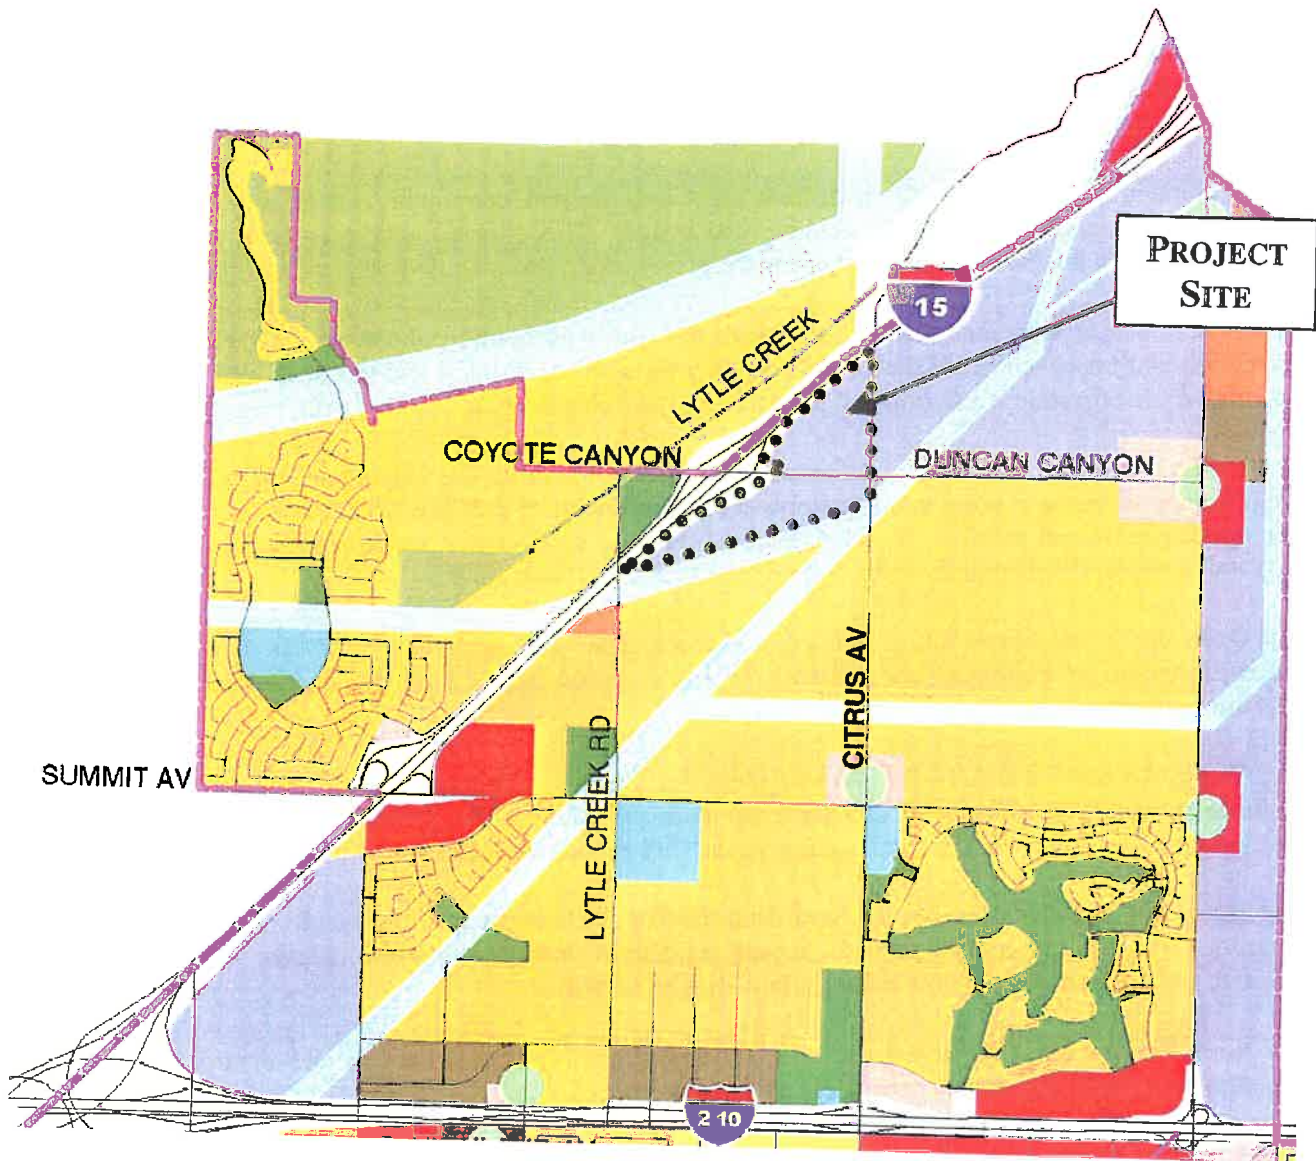 PROJECT
SITE
15
LYTLE CREEK
COYOTE CANYON
DUNCAN CANYON
CITRUS AV
LYTLE CREEK RD
SUMMIT AV
210